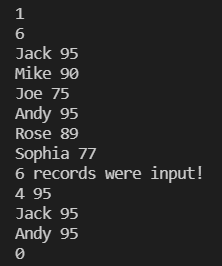 1
6
Jack 95
Mike 90
Joe 75
Andy 95
Rose 89
Sophia 77
6 records were input!
4 95
Jack 95
Andy 95
0